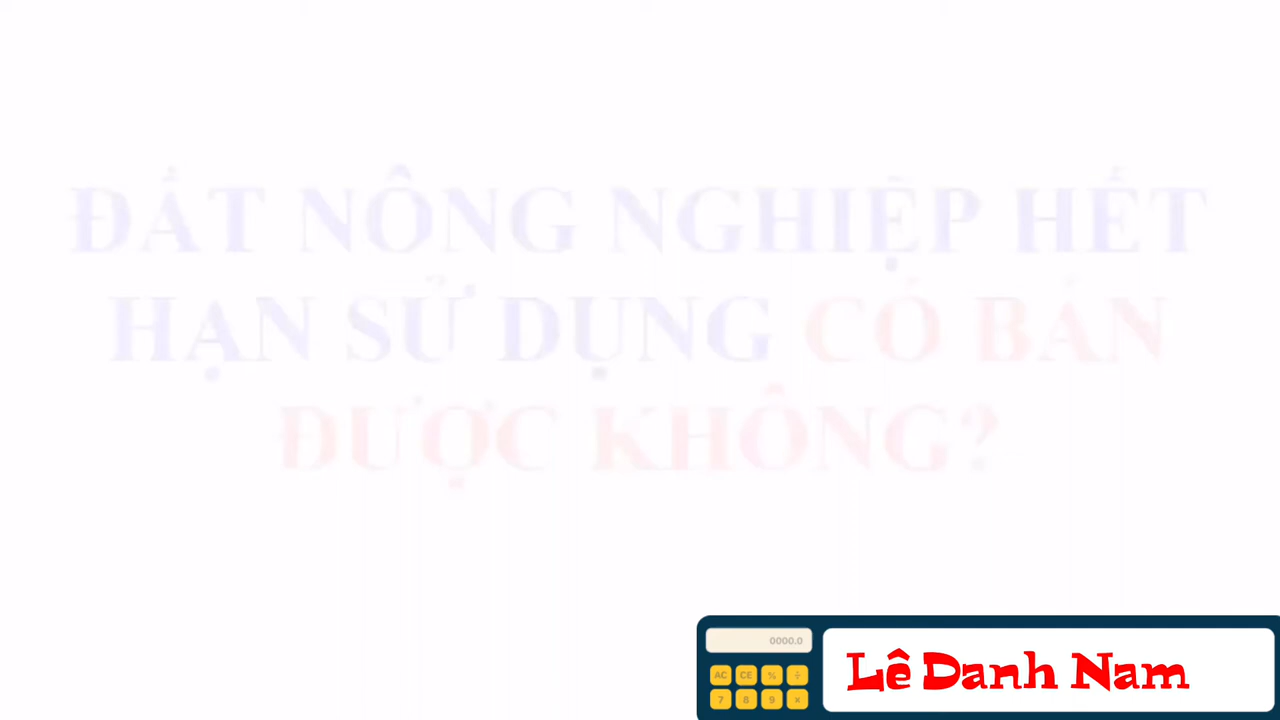 ĐẤT NÔNG NGHIỆP HẾT
HẠN SỬ DỤNG CÓ BÁN
ĐƯỢC KHÔNG?
0000.0
AC CE % ÷
7 8 9 ×
Lê Danh Nam